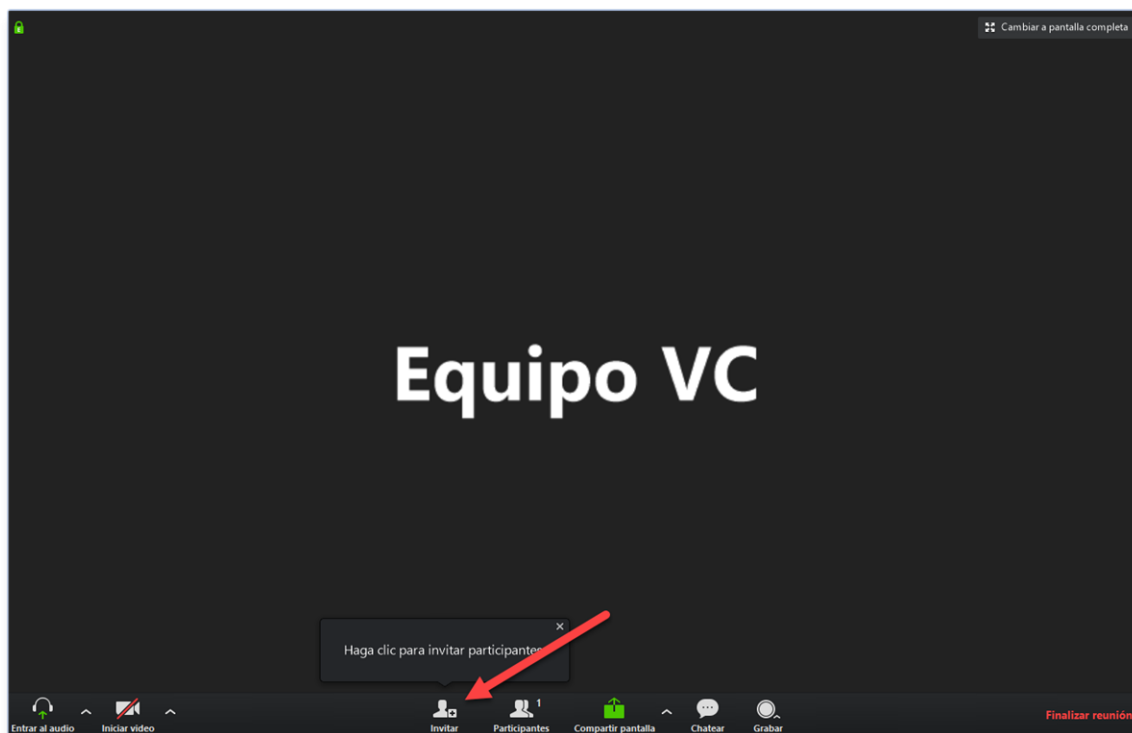 Cambiar a pantalla completa
Equipo VC
Haga clic para invitar participantes
Entrar al audio
Iniciar video
Invitar
Participantes
1
Compartir pantalla
Chatear
Grabar
Finalizar reunión